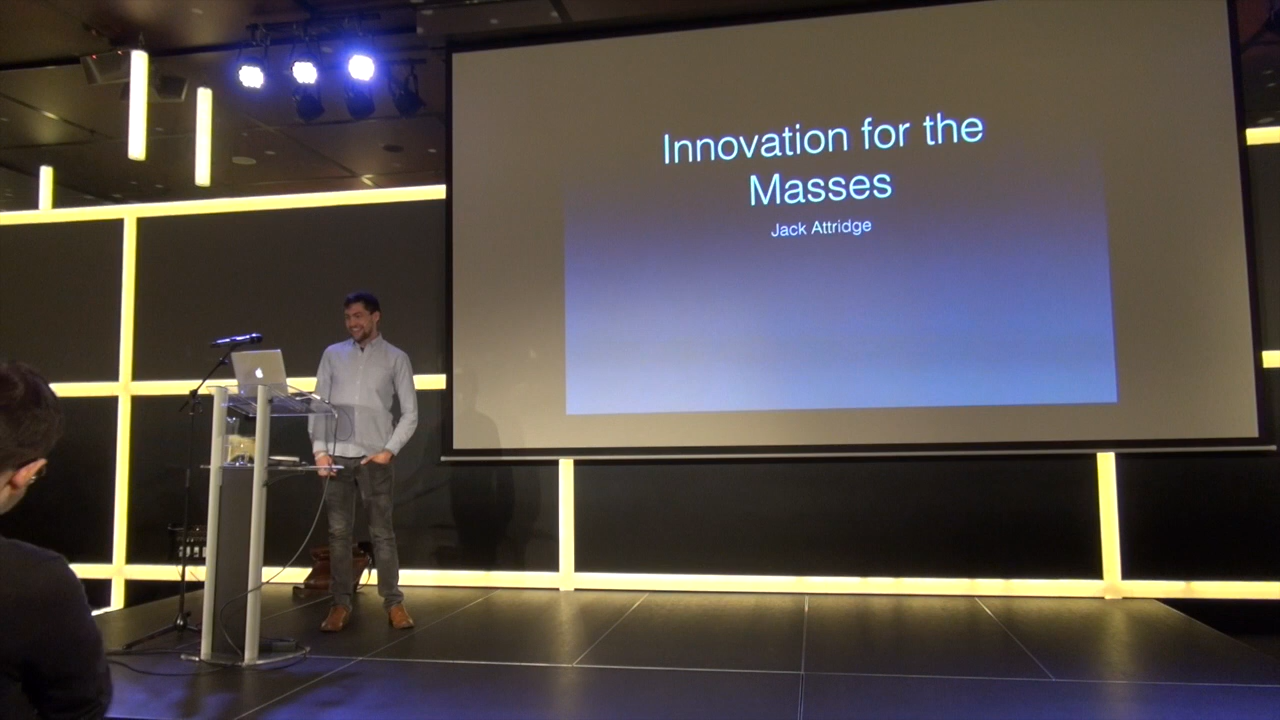 Innovation for the
Masses
Jack Attridge